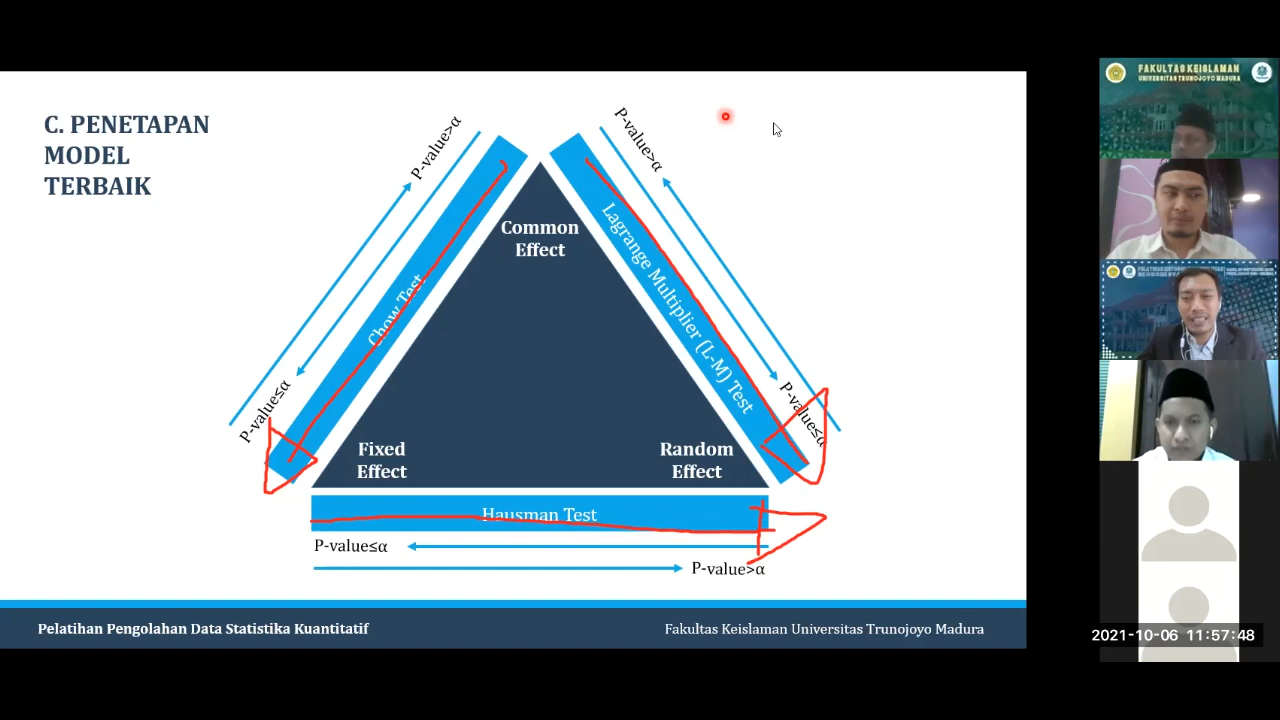 C. PENETAPAN
MODEL
TERBAIK
P-value>α
P-value>α
Common
Effect
Chow Test
Lagrange Multiplier (L-M) Test
P-value≤α
P-value≤α
Fixed
Effect
Random
Effect
Hausman Test
P-value≤α
P-value>α
Pelatihan Pengolahan Data Statistika Kuantitatif
Fakultas Keislaman Universitas Trunojoyo Madura
FAKULTAS KEISLAMAN
UNIVERSITAS TRUNOJOYO MADURA
2021-10-06 11:57:48